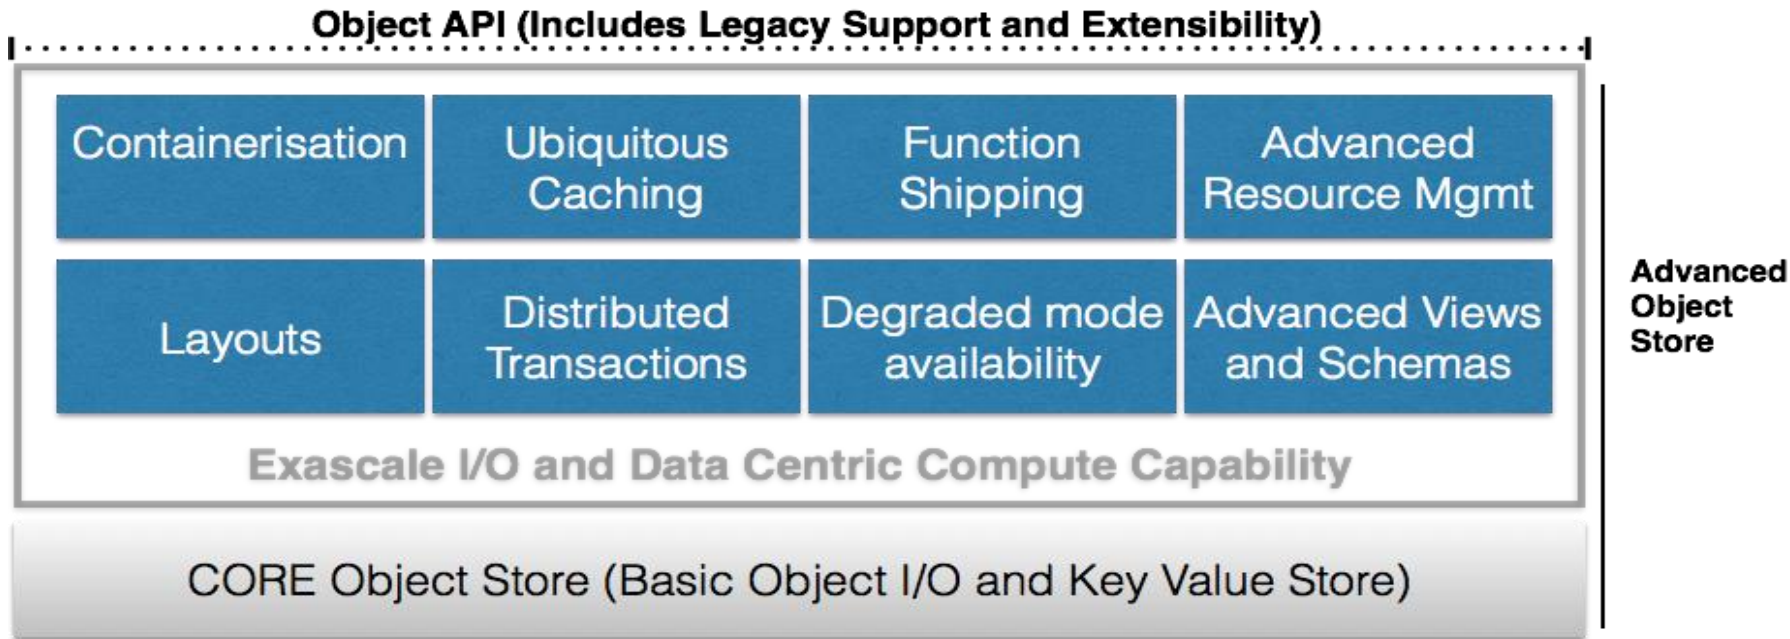 Object API (Includes Legacy Support and Extensibility)
Containerisation
Ubiquitous
Caching
Function
Shipping
Advanced
Resource Mgmt
Layouts
Distributed
Transactions
Degraded mode
availability
Advanced Views
and Schemas
Exascale I/O and Data Centric Compute Capability
CORE Object Store (Basic Object I/O and Key Value Store)
Advanced
Object
Store